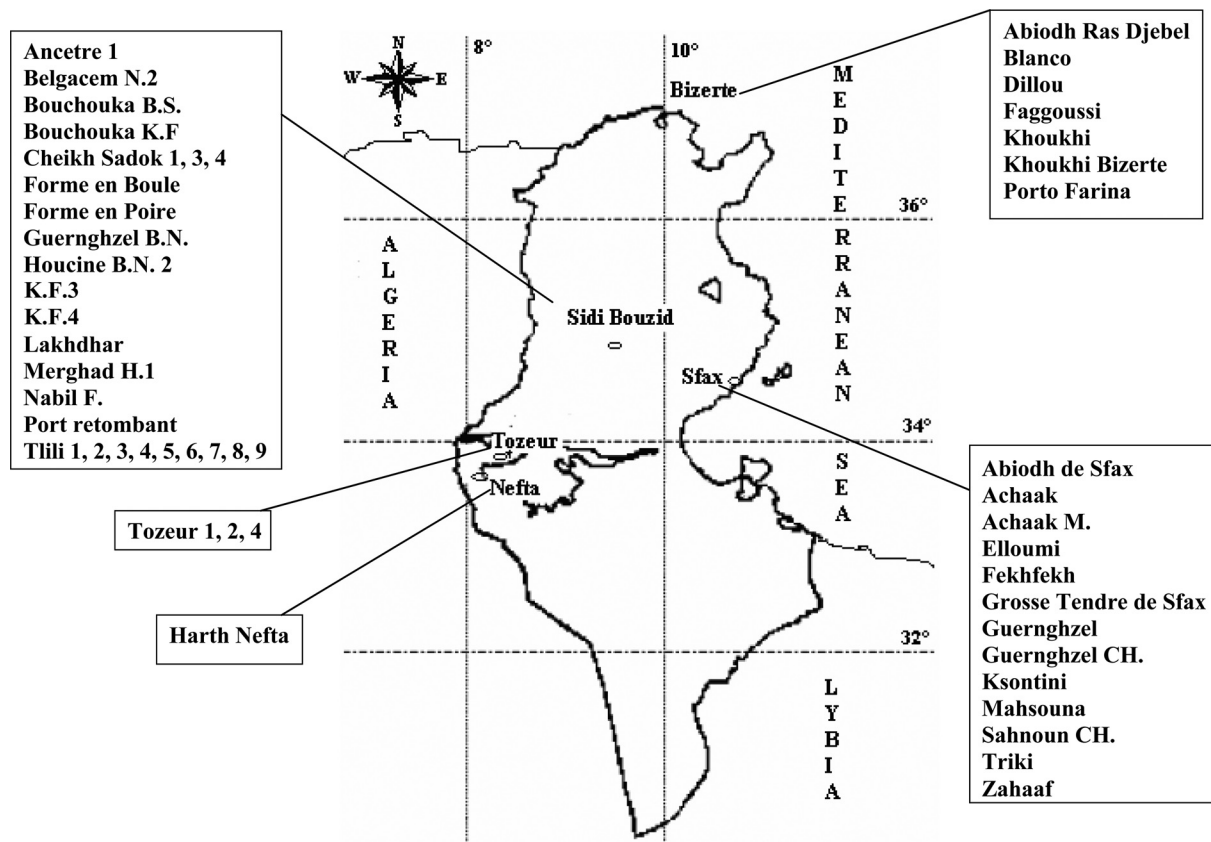 Ancetre 1
Belgacem N.2
Bouchouka B.S.
Bouchouka K.F
Cheikh Sadok 1, 3, 4
Forme en Boule
Forme en Poire
Guernghzel B.N.
Houcine B.N. 2
K.F.3
K.F.4
Lakhdhar
Merghad H.1
Nabil F.
Port retombant
Tlili 1, 2, 3, 4, 5, 6, 7, 8, 9
Tozeur 1, 2, 4
Harth Nefta
N
W E
S
8°
10°
Bizerte
MEDITERRANEAN SEA
36°
ALGERIA
Sidi Bouzid
Sfax
34°
Tozeur
Nefta
32°
LYBIA
Abiodh Ras Djebel
Blanco
Dillou
Faggoussi
Khoukhi
Khoukhi Bizerte
Porto Farina
Abiodh de Sfax
Achaak
Achaak M.
Elloumi
Fekhfekh
Grosse Tendre de Sfax
Guernghzel
Guernghzel CH.
Ksontini
Mahsouna
Sahnoun CH.
Triki
Zahaaf